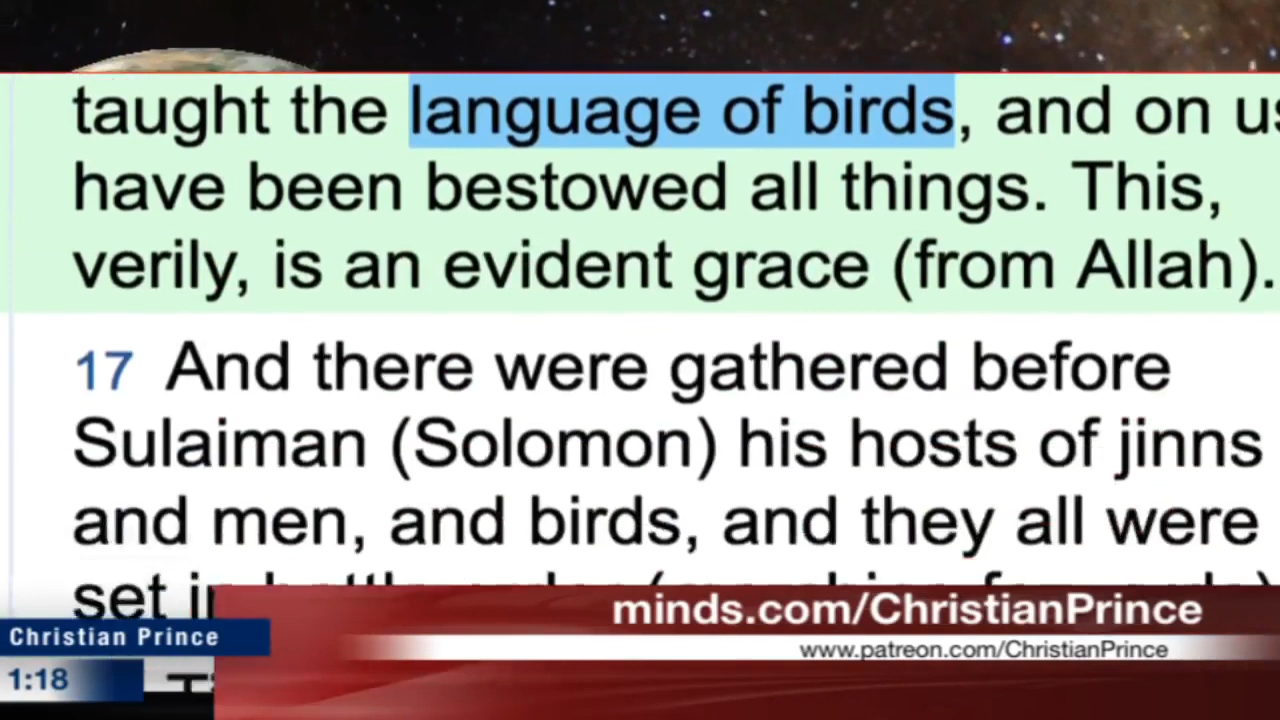 taught the language of birds, and on us
have been bestowed all things. This,
verily, is an evident grace (from Allah).
17 And there were gathered before
Sulaiman (Solomon) his hosts of jinns
and men, and birds, and they all were
set in
minds.com/ChristianPrince
Christian Prince
www.patreon.com/ChristianPrince
1:18